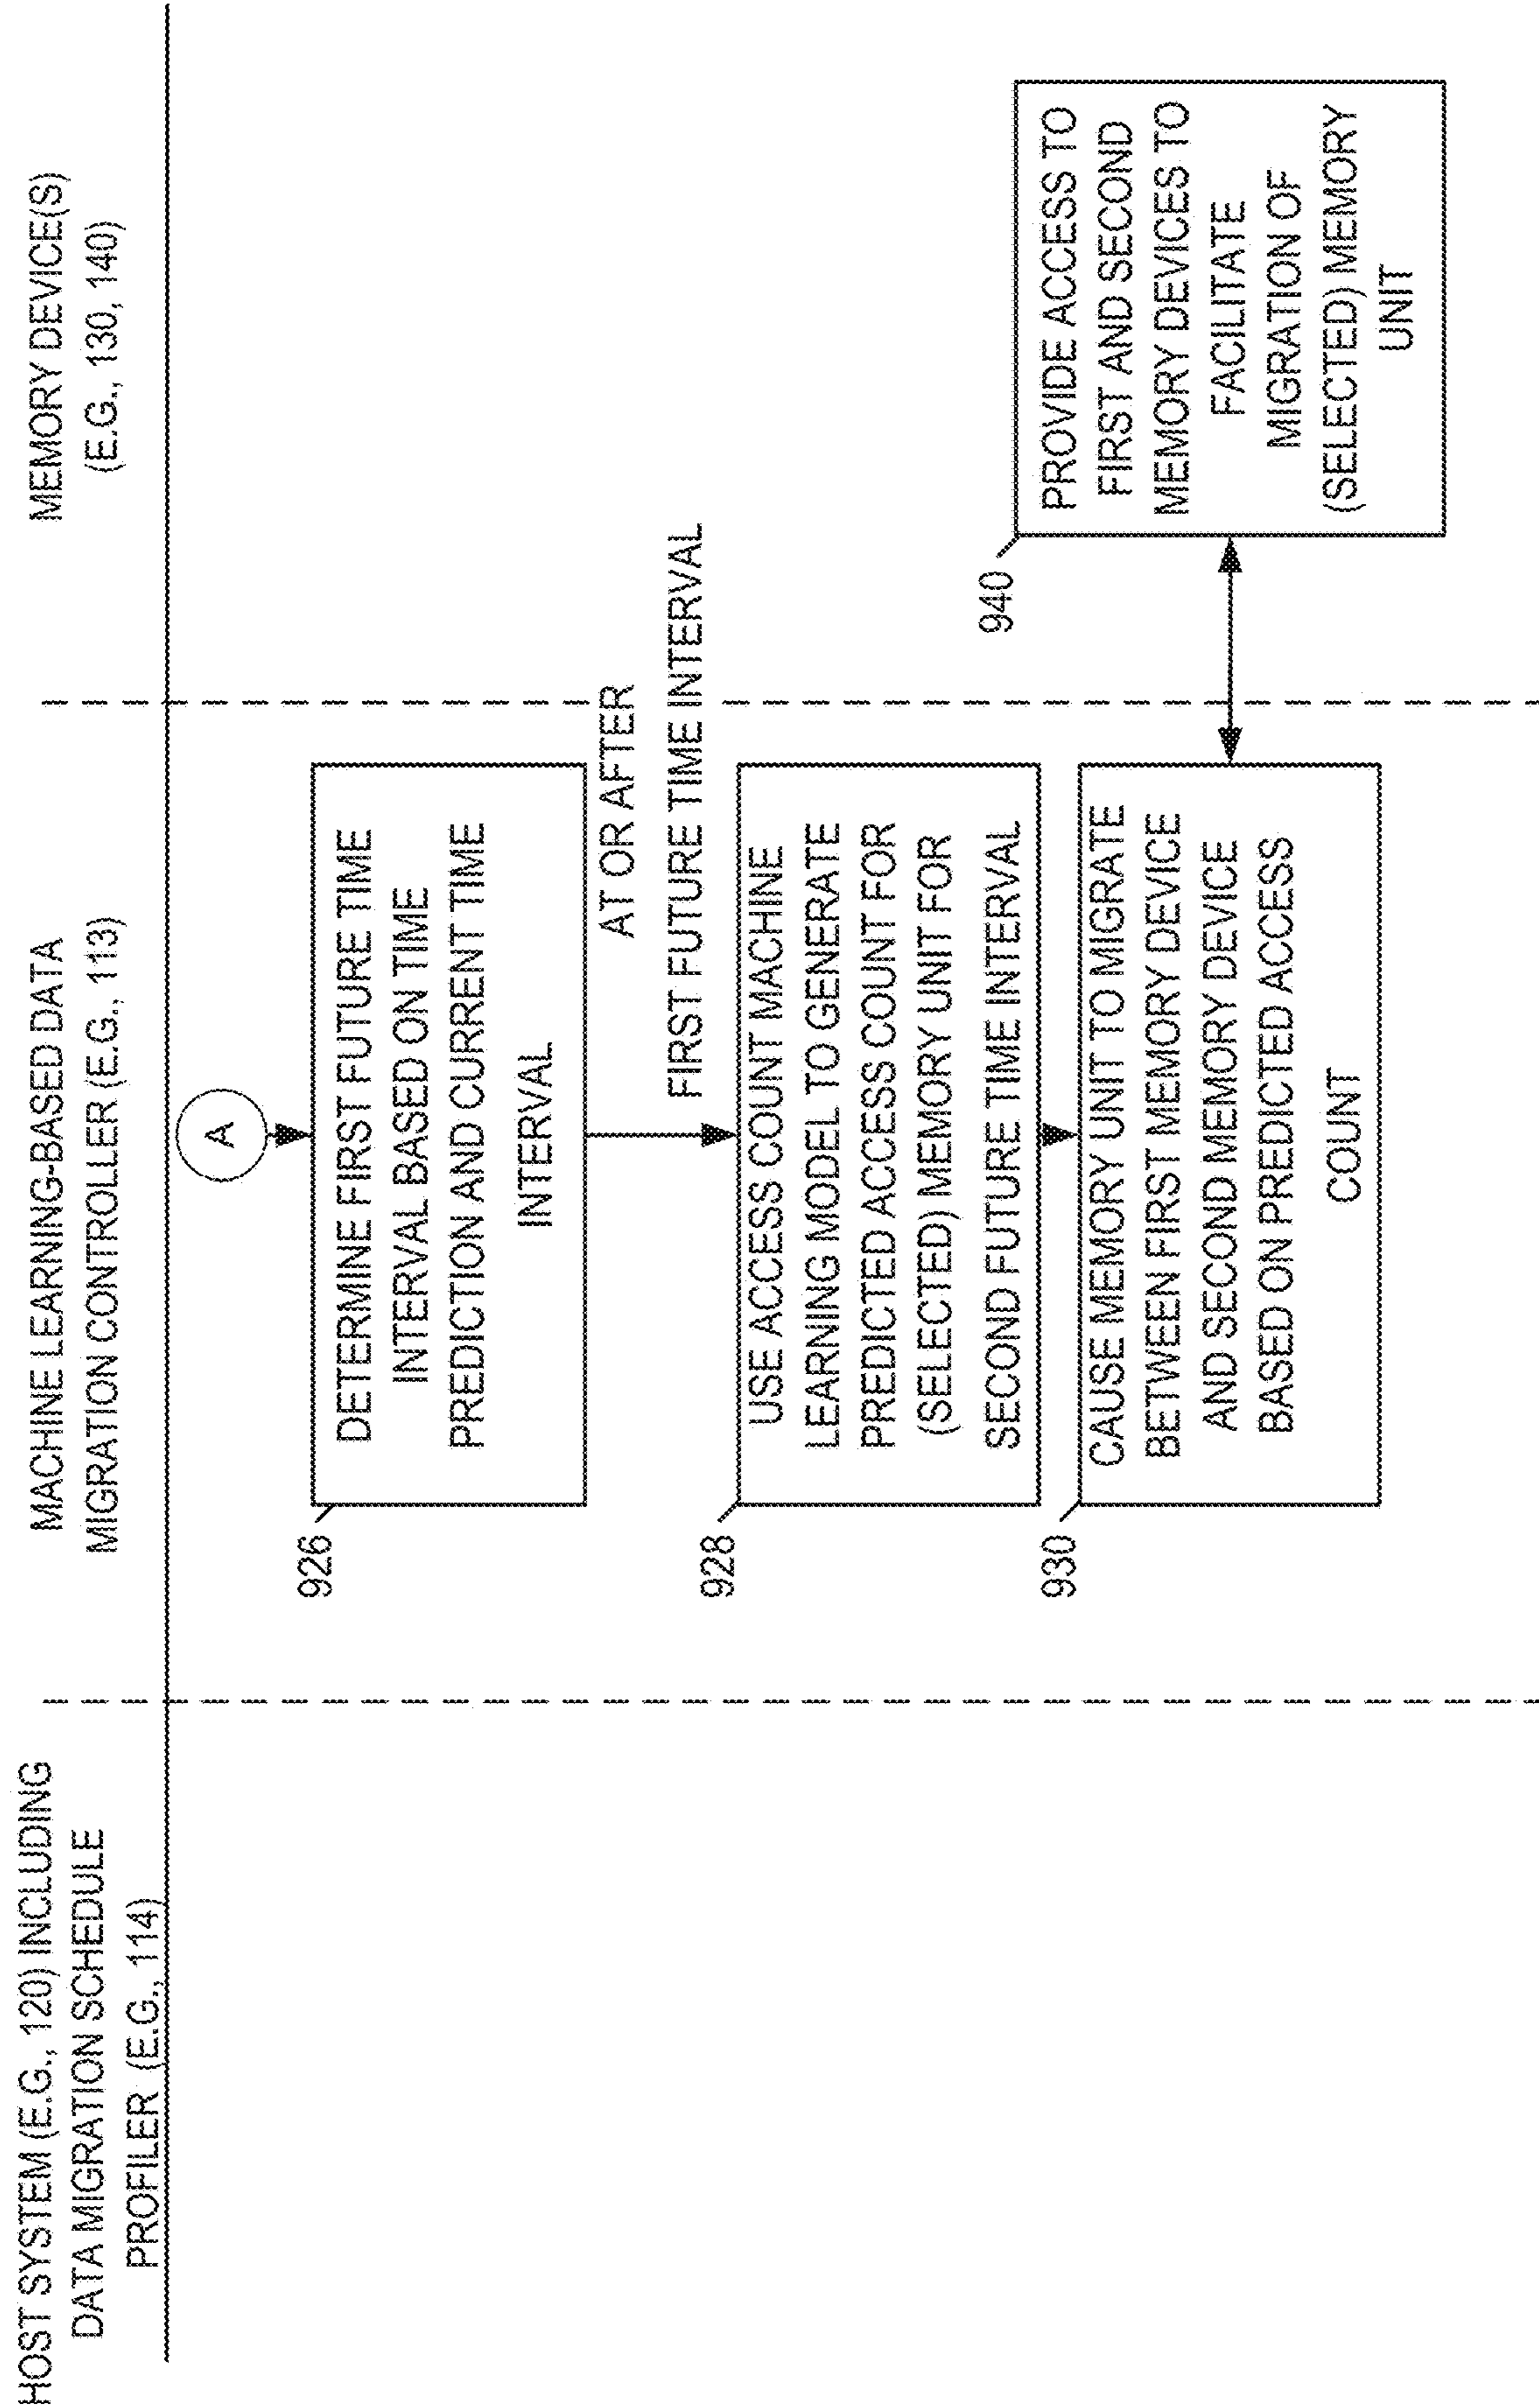 HOST SYSTEM (E.G., 120) INCLUDING
DATA MIGRATION SCHEDULE
PROFILER (E.G., 114)
MACHINE LEARNING-BASED DATA
MIGRATION CONTROLLER (E.G., 113)
MEMORY DEVICE(S)
(E.G., 130, 140)
A
926
DETERMINE FIRST FUTURE TIME
INTERVAL BASED ON TIME
PREDICTION AND CURRENT TIME
INTERVAL
AT OR AFTER
FIRST FUTURE TIME INTERVAL
928
USE ACCESS COUNT MACHINE
LEARNING MODEL TO GENERATE
PREDICTED ACCESS COUNT FOR
(SELECTED) MEMORY UNIT FOR
SECOND FUTURE TIME INTERVAL
930
CAUSE MEMORY UNIT TO MIGRATE
BETWEEN FIRST MEMORY DEVICE
AND SECOND MEMORY DEVICE
BASED ON PREDICTED ACCESS
COUNT
940
PROVIDE ACCESS TO
FIRST AND SECOND
MEMORY DEVICES TO
FACILITATE
MIGRATION OF
(SELECTED) MEMORY
UNIT